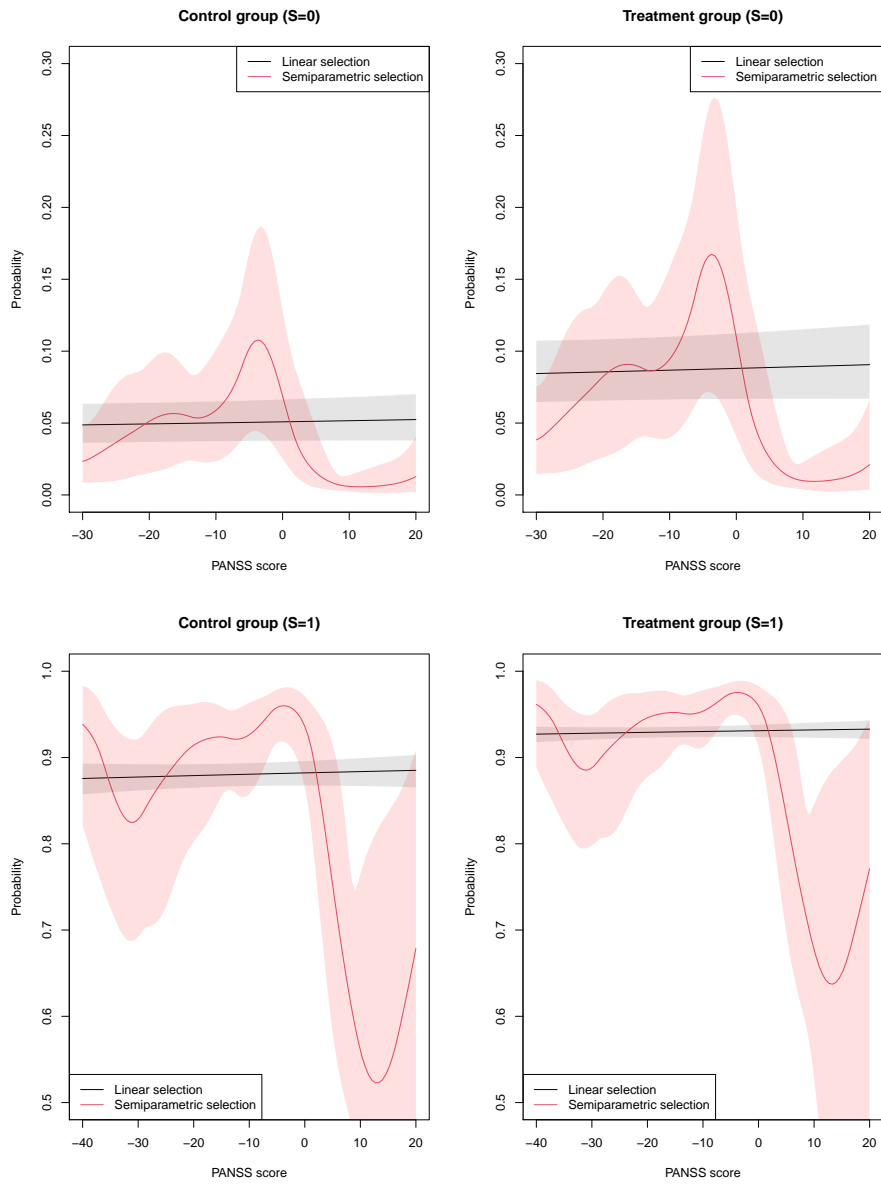 Control group (S=0)
Treatment group (S=0)
Linear selection
Semiparametric selection
Linear selection
Semiparametric selection
Probability
0.00 0.05 0.10 0.15 0.20 0.25 0.30
−30 −20 −10 0 10 20
PANSS score
Probability
0.00 0.05 0.10 0.15 0.20 0.25 0.30
−30 −20 −10 0 10 20
PANSS score
Control group (S=1)
Treatment group (S=1)
Probability
0.5 0.6 0.7 0.8 0.9 1.0
Linear selection
Semiparametric selection
−40 −30 −20 −10 0 10 20
PANSS score
Probability
0.5 0.6 0.7 0.8 0.9 1.0
Linear selection
Semiparametric selection
−40 −30 −20 −10 0 10 20
PANSS score